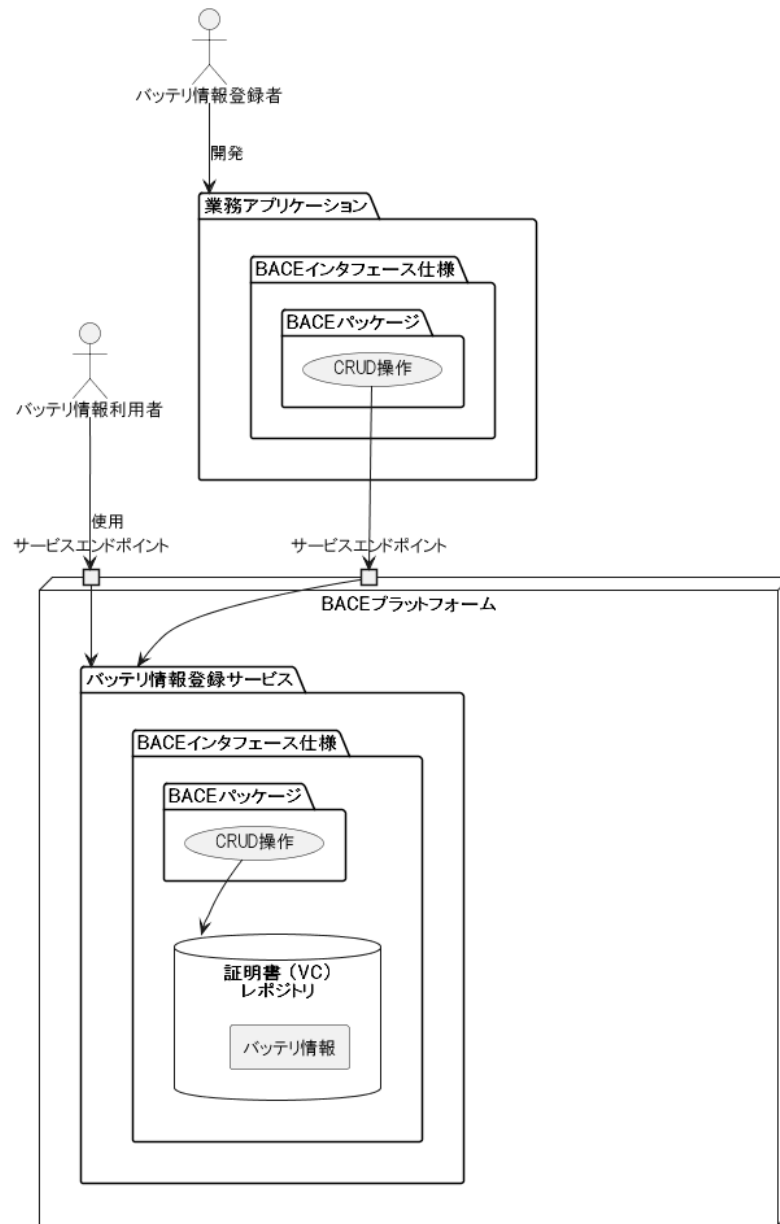 バッテリ情報登録者
開発
業務アプリケーション
BACEインタフェース仕様
BACEパッケージ
CRUD操作
バッテリ情報利用者
使用
サービスエンドポイント
サービスエンドポイント
BACEプラットフォーム
バッテリ情報登録サービス
BACEインタフェース仕様
BACEパッケージ
CRUD操作
証明書（VC）
レポジトリ
バッテリ情報